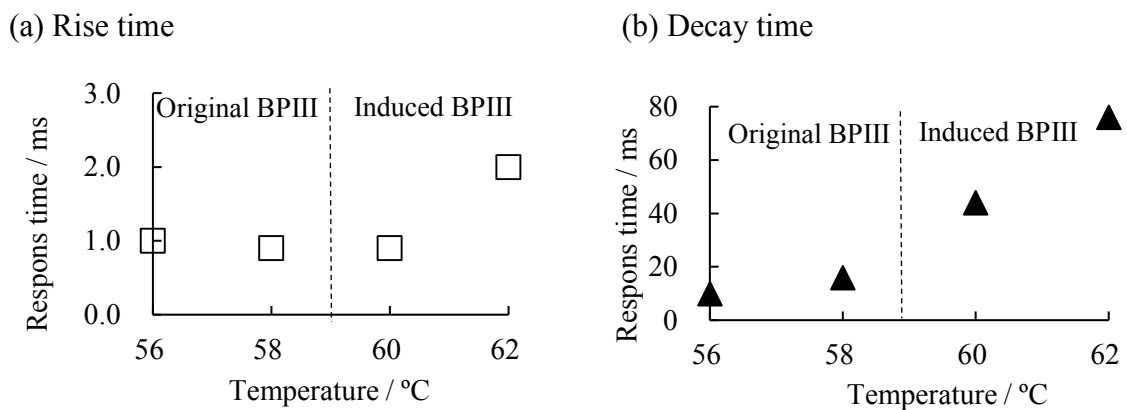 (a) Rise time
3.0
Original BPIII
Induced BPIII
2.0
1.0
0.0
Respons time / ms
56
58
60
62
Temperature / ºC
(b) Decay time
80
Original BPIII
Induced BPIII
60
40
20
0
Respons time / ms
56
58
60
62
Temperature / ºC